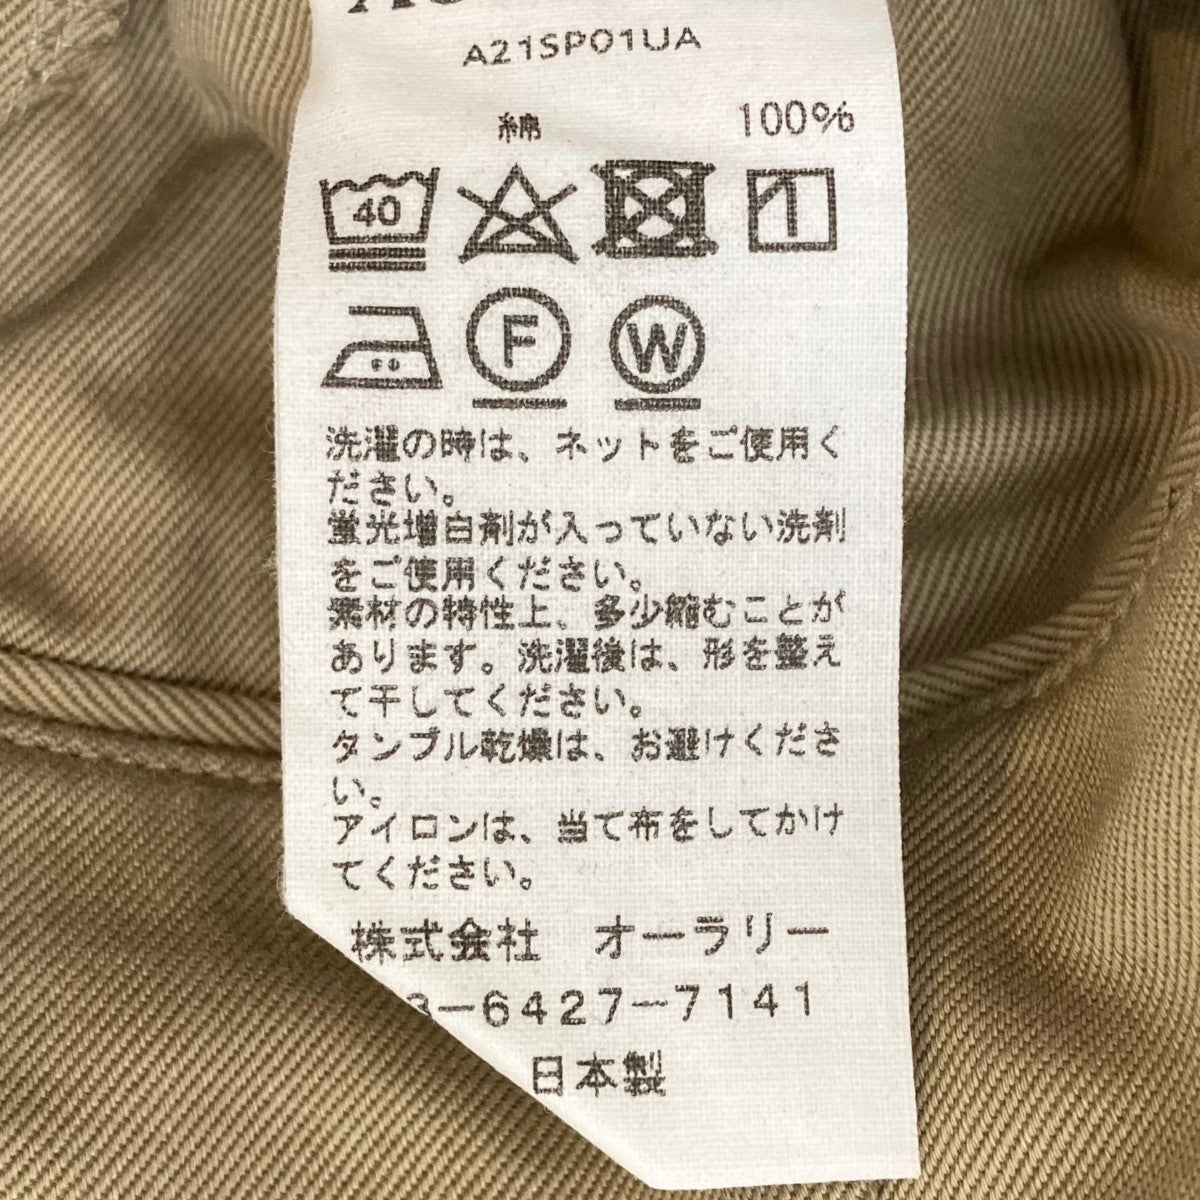 A21SP01UA
綿 100%
40
F W
洗濯の時は、ネットをご使用く
ださい。
蛍光増白剤が入っていない洗剤
をご使用ください。
素材の特性上、多少縮むことが
あります。洗濯後は、形を整え
て干してください。
タンブル乾燥は、お避けくださ
い。
アイロンは、当て布をしてかけ
てください。
株式会社 オーラリー
3-6427-7141
日本製